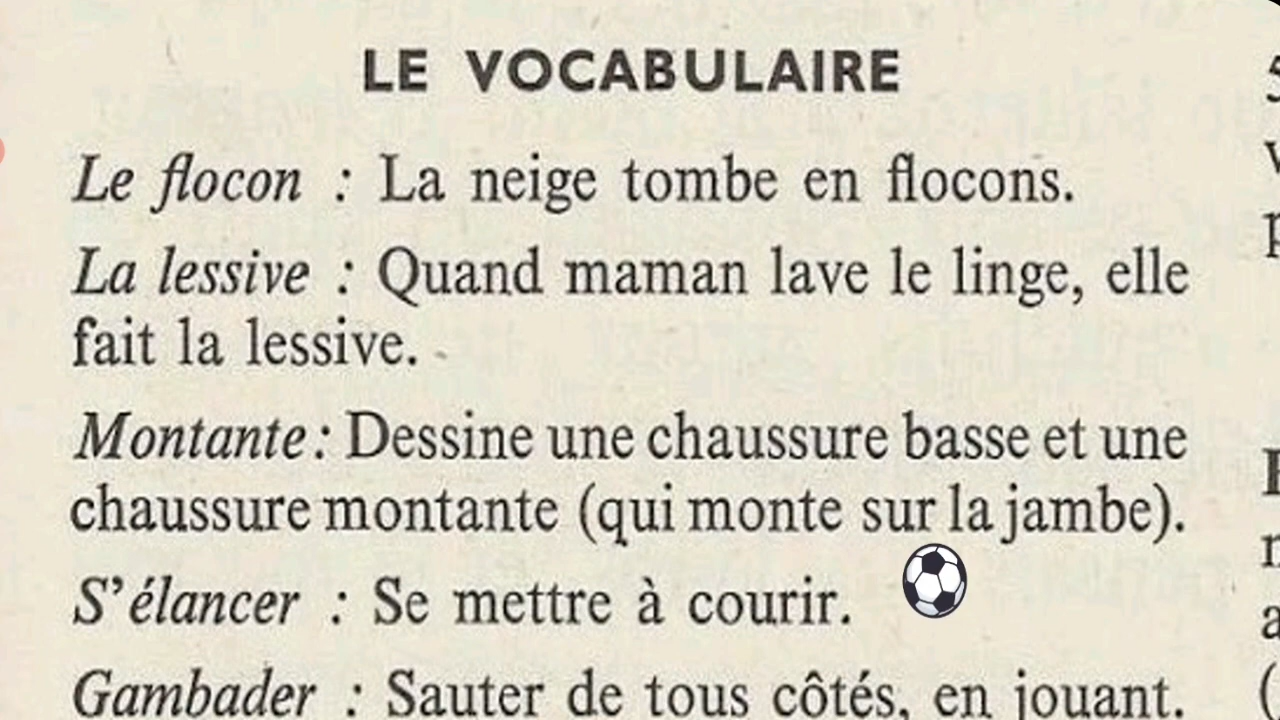 LE VOCABULAIRE
Le flocon : La neige tombe en flocons.
La lessive : Quand maman lave le linge, elle
fait la lessive.
Montante : Dessine une chaussure basse et une
chaussure montante (qui monte sur la jambe).
S'élancer : Se mettre à courir.
Gambader : Sauter de tous côtés, en jouant.